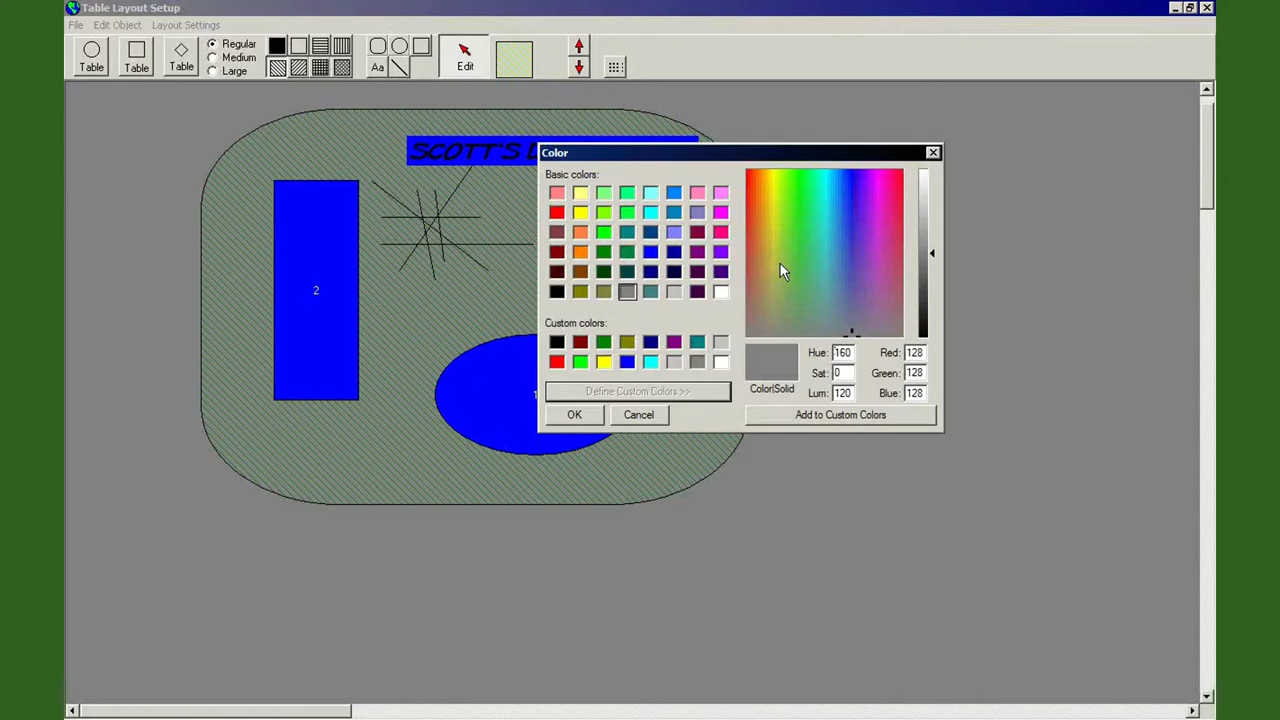 Table Layout Setup
File Edit Object Layout Settings
Table Table Table Regular Medium Large Aa Edit
SCOTT'S
2
1
Color
Basic colors:
Custom colors:
Define Custom Colors >>
OK Cancel
Hue: 160 Red: 128
Sat: 0 Green: 128
Color|Solid Lum: 120 Blue: 128
Add to Custom Colors